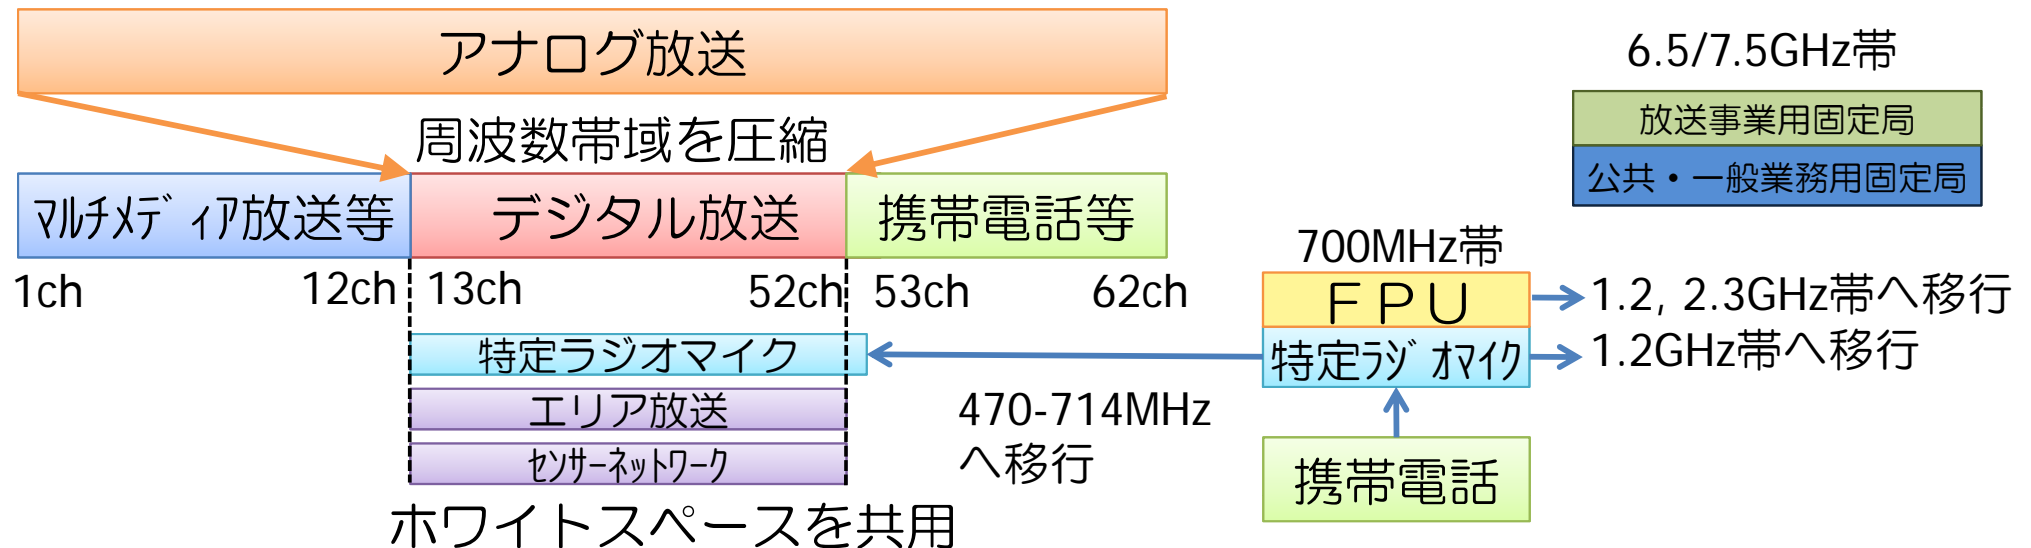 アナログ放送
6.5/7.5GHz帯
放送事業用固定局
公共・一般業務用固定局
周波数帯域を圧縮
ﾏﾙﾁﾒﾃﾞｨｱ放送等
デジタル放送
携帯電話等
1ch
12ch
13ch
52ch
53ch
62ch
700MHz帯
ＦＰＵ
1.2, 2.3GHz帯へ移行
特定ﾗｼﾞｵﾏｲｸ
1.2GHz帯へ移行
特定ラジオマイク
エリア放送
ｾﾝｻｰﾈｯﾄﾜｰｸ
470-714MHz
へ移行
携帯電話
ホワイトスペースを共用